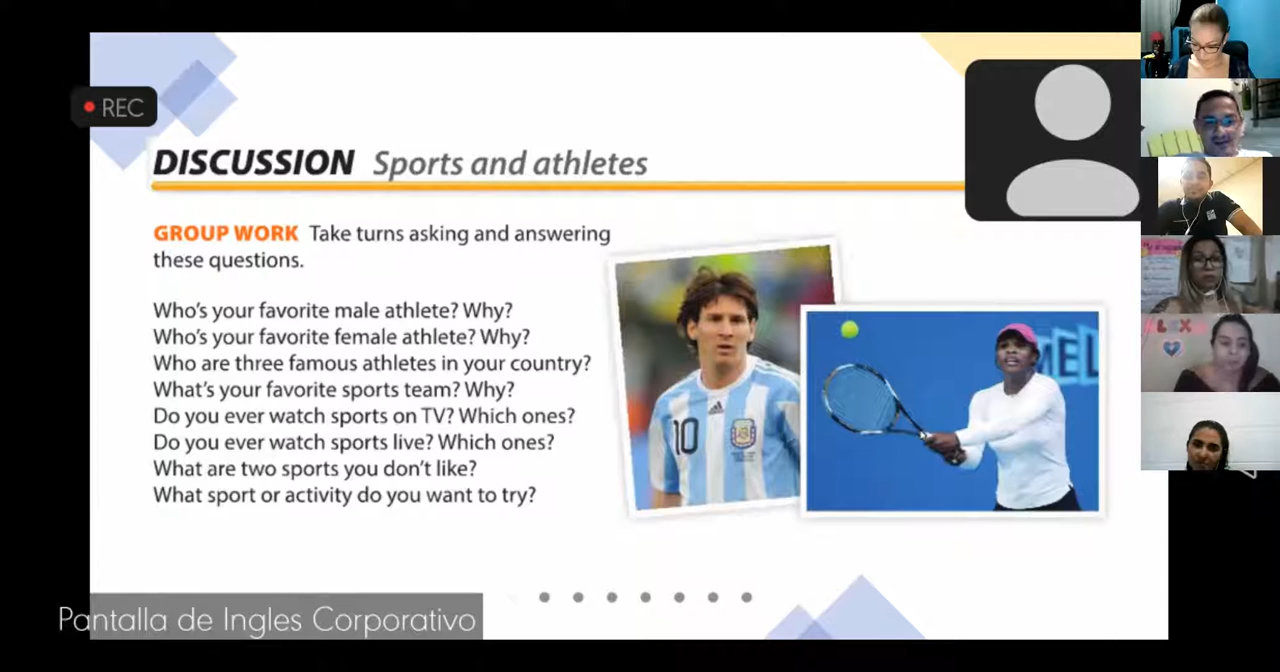 REC
DISCUSSION Sports and athletes
GROUP WORK Take turns asking and answering
these questions.
Who's your favorite male athlete? Why?
Who's your favorite female athlete? Why?
Who are three famous athletes in your country?
What's your favorite sports team? Why?
Do you ever watch sports on TV? Which ones?
Do you ever watch sports live? Which ones?
What are two sports you don't like?
What sport or activity do you want to try?
10
Pantalla de Ingles Corporativo